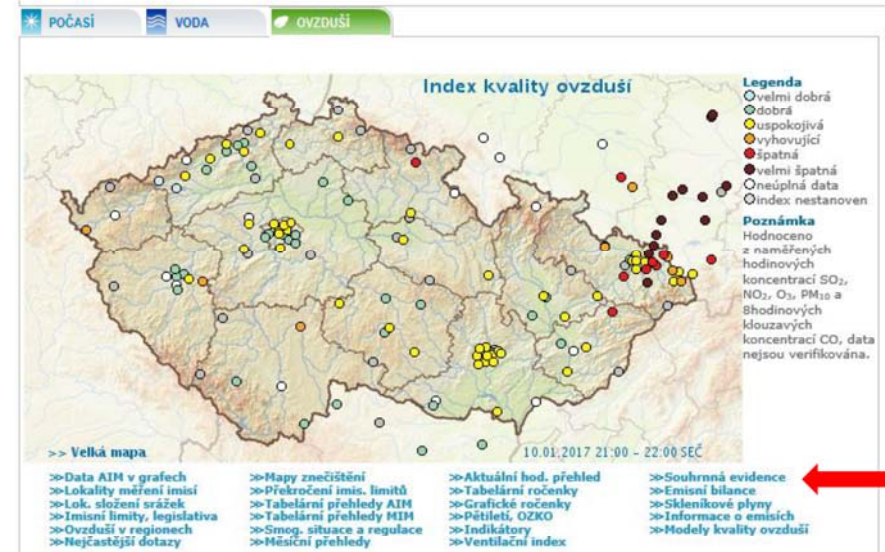 POČASÍ VODA OVZDUŠÍ
Index kvality ovzduší
Legenda
velmi dobrá
dobrá
uspokojivá
vyhovující
špatná
velmi špatná
neúplná data
index nestanoven
Poznámka
Hodnoceno
z naměřených
hodinových
koncentrací SO₂,
NO₂, O₃, PM₁₀ a
8hodinových
klouzavých
koncentrací CO, data
nejsou verifikována.
>> Velká mapa
10.01.2017 21:00 - 22:00 SEČ
>>Data AIM v grafech
>>Lokality měření imisí
>>Lok. složení srážek
>>Imisní limity, legislativa
>>Ovzduší v regionech
>>Nejčastější dotazy
>>Mapy znečištění
>>Překročení imis. limitů
>>Tabelární přehledy AIM
>>Tabelární přehledy MIM
>>Smog. situace a regulace
>>Měsíční přehledy
>>Aktuální hod. přehled
>>Tabelární ročenky
>>Grafické ročenky
>>Pětiletí, OZKO
>>Indikátory
>>Ventilační index
>>Souhrnná evidence
>>Emisní bilance
>>Skleníkové plyny
>>Informace o emisích
>>Modely kvality ovzduší